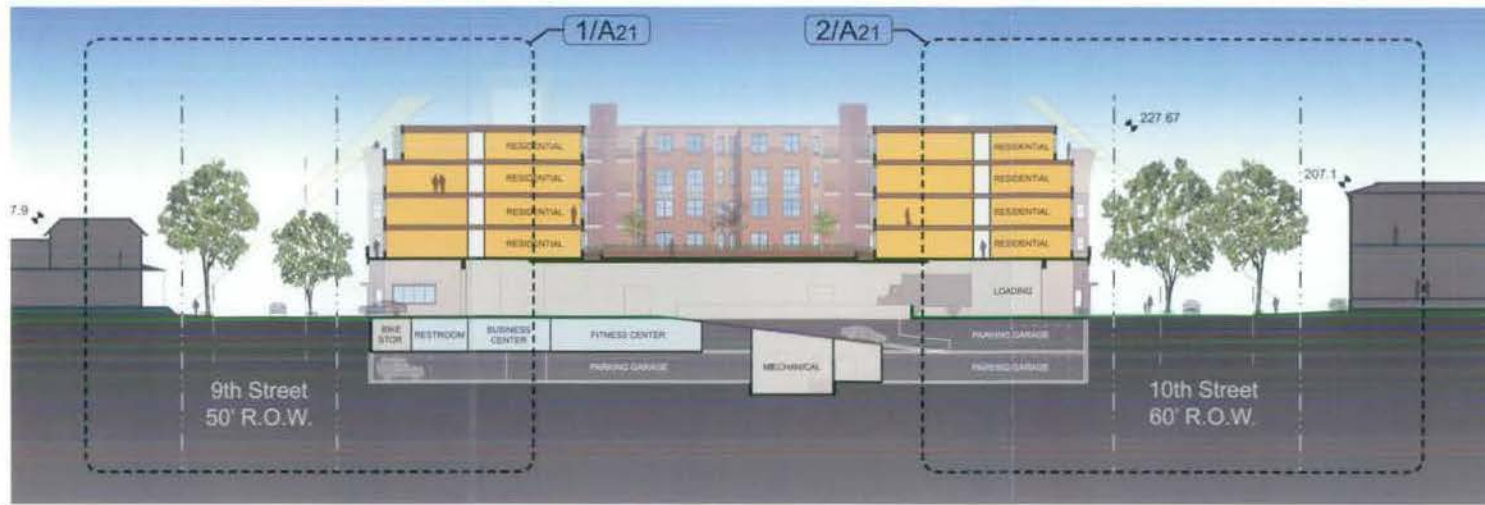 1/A21
2/A21
227.67
207.1
7.9
RESIDENTIAL
RESIDENTIAL
RESIDENTIAL
RESIDENTIAL
RESIDENTIAL
RESIDENTIAL
RESIDENTIAL
RESIDENTIAL
LOADING
BIKE
STOR
RESTROOM
BUSINESS
CENTER
FITNESS CENTER
PARKING GARAGE
PARKING GARAGE
MECHANICAL
PARKING GARAGE
9th Street
50' R.O.W.
10th Street
60' R.O.W.